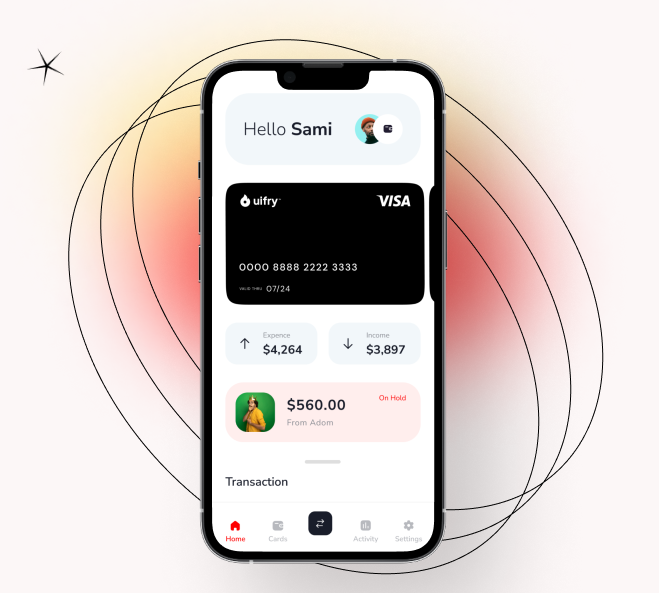 Hello Sami
uifry
VISA
0000 8888 2222 3333
VALID THRU 07/24
Expence
$4,264
Income
$3,897
$560.00
On Hold
From Adom
Transaction
Home
Cards
Activity
Settings